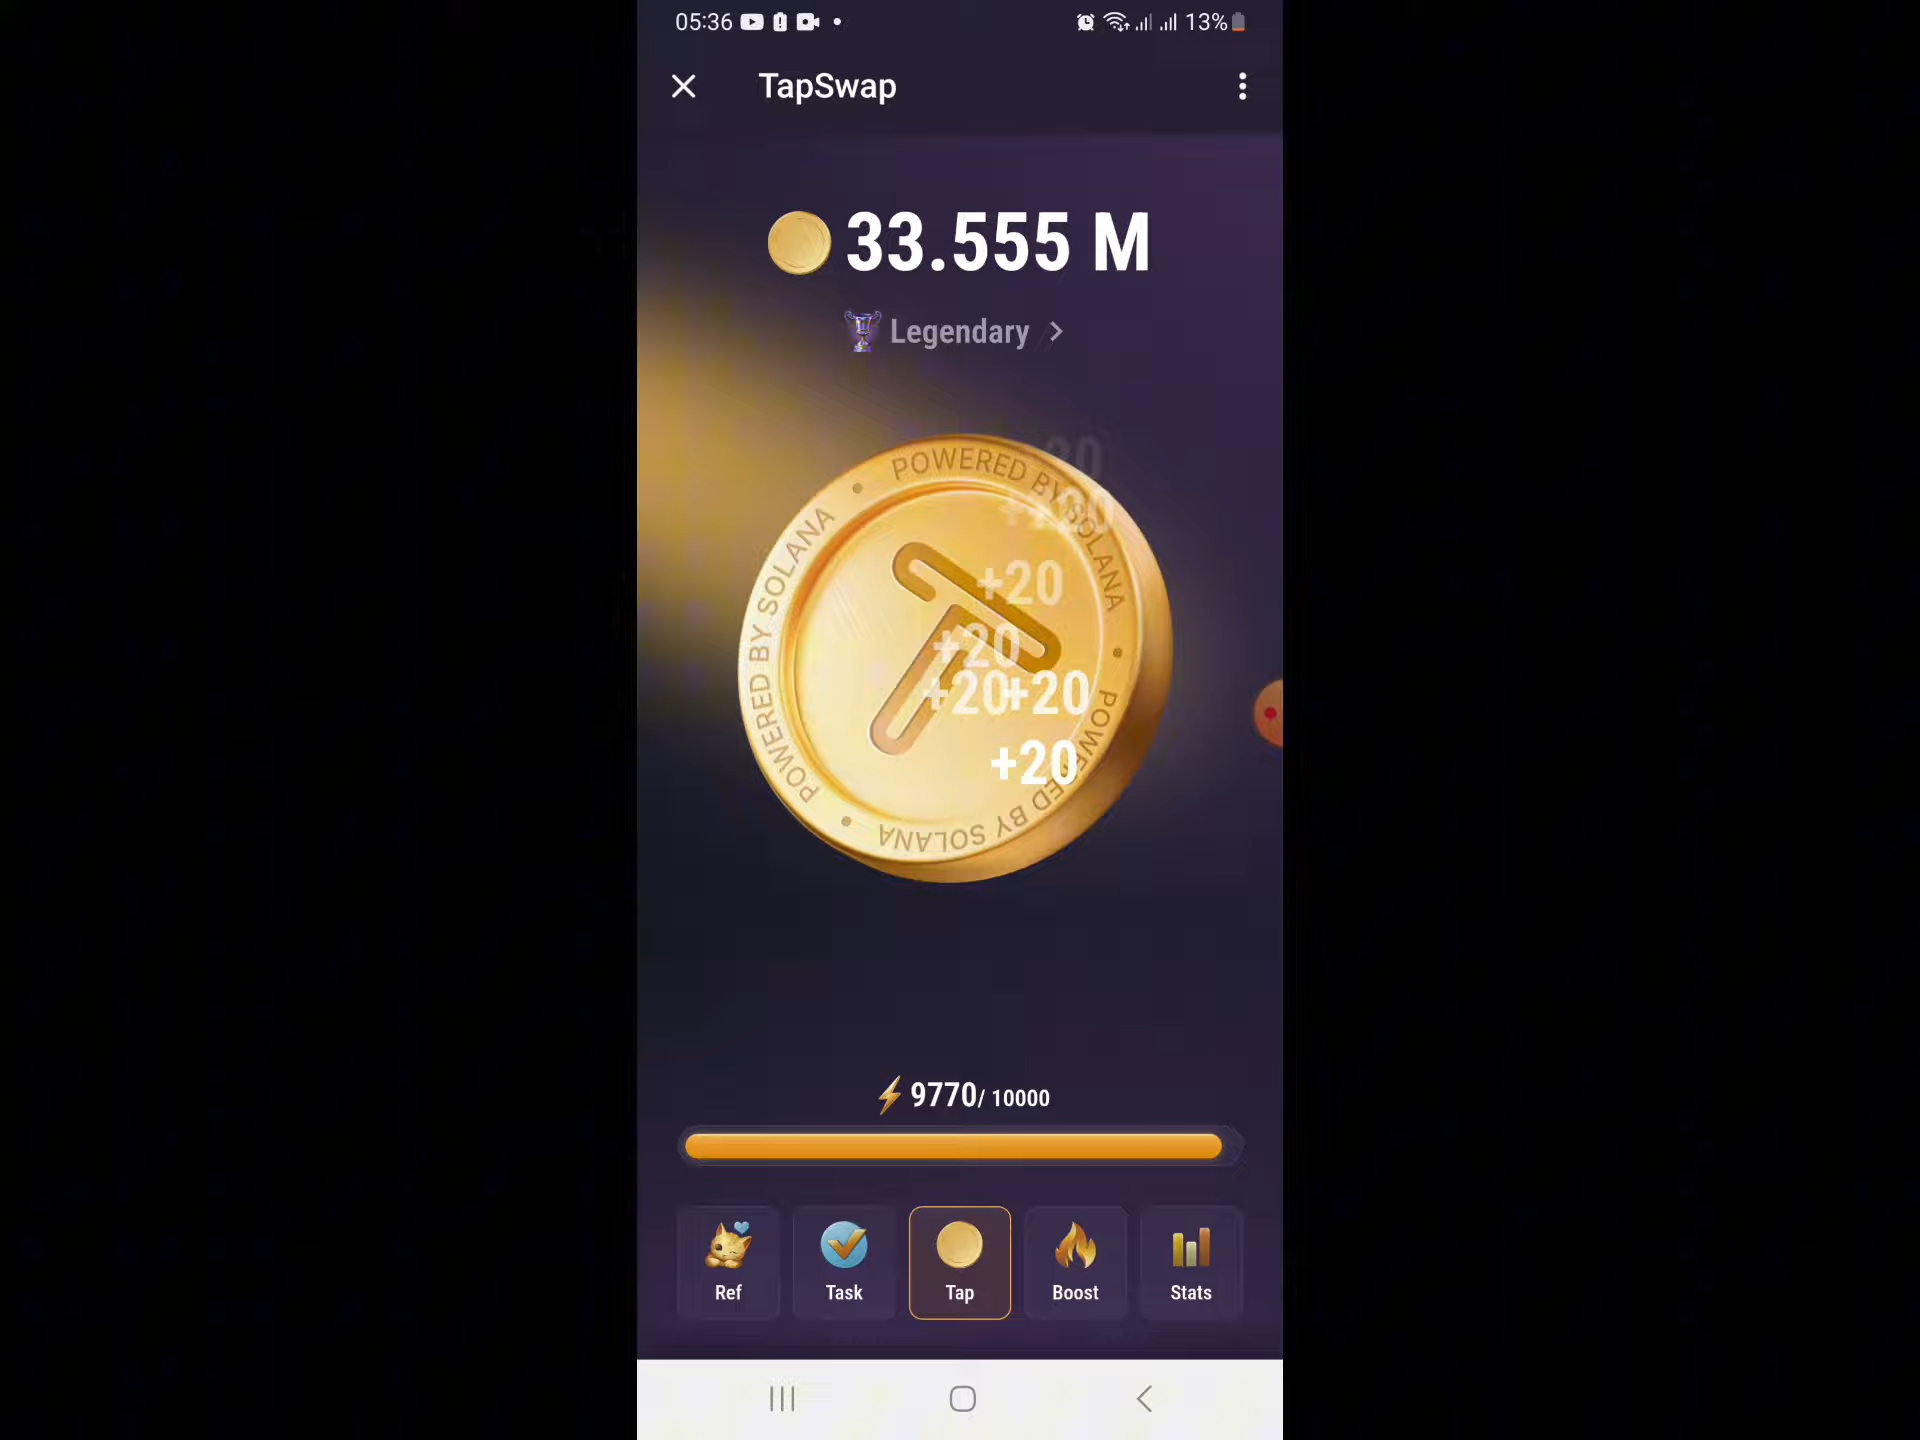 05:36 13%
TapSwap
33.555 M
Legendary
POWERED BY SOLANA • POWERED BY SOLANA • POWERED BY SOLANA •
+20
+20
+20 +20
+20
9770/ 10000
Ref Task Tap Boost Stats